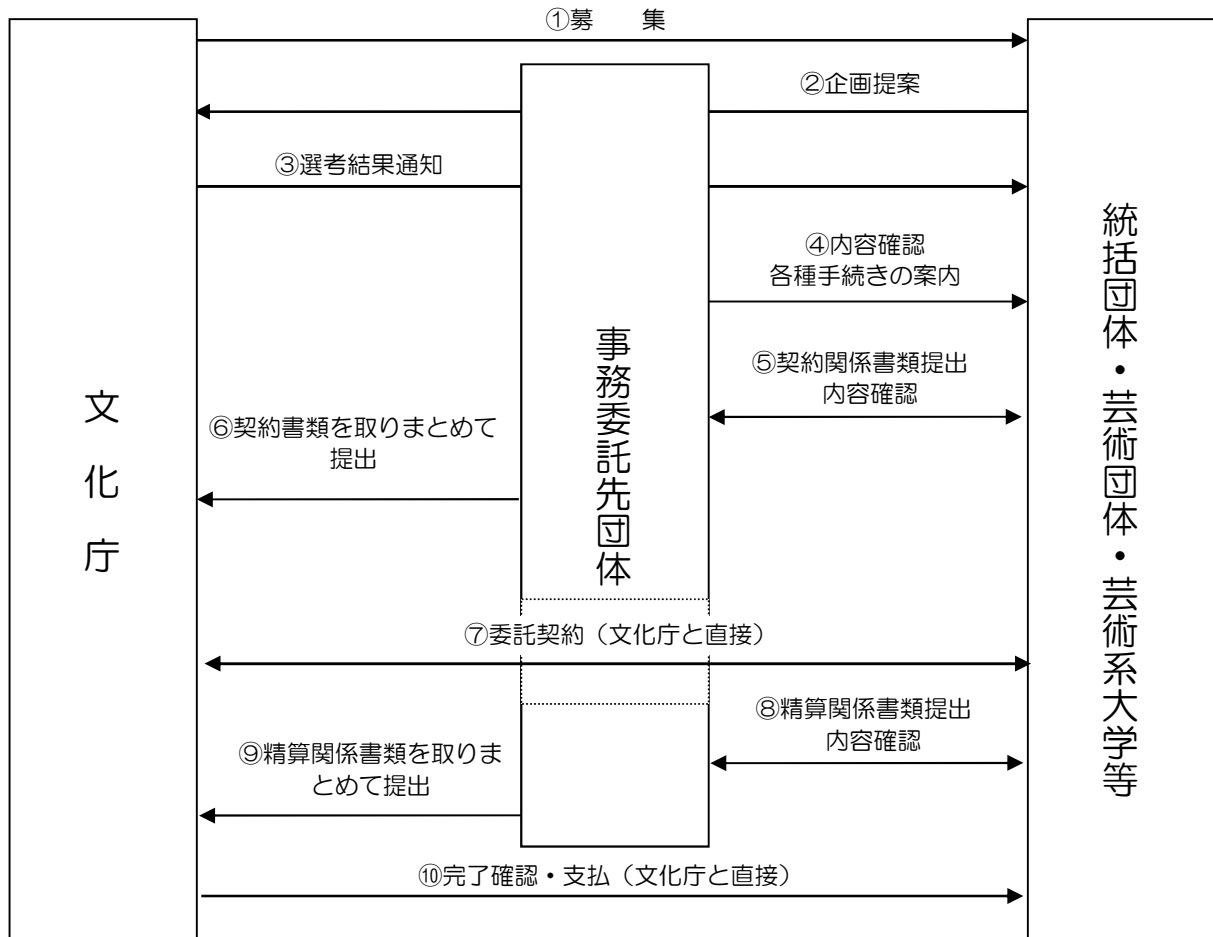 ①募　　集
②企画提案
③選考結果通知
④内容確認
各種手続きの案内
⑤契約関係書類提出
内容確認
⑥契約書類を取りまとめて
提出
⑦委託契約（文化庁と直接）
⑧精算関係書類提出
内容確認
⑨精算関係書類を取りま
とめて提出
⑩完了確認・支払（文化庁と直接）
文化庁
事務委託先団体
統括団体・芸術団体・芸術系大学等